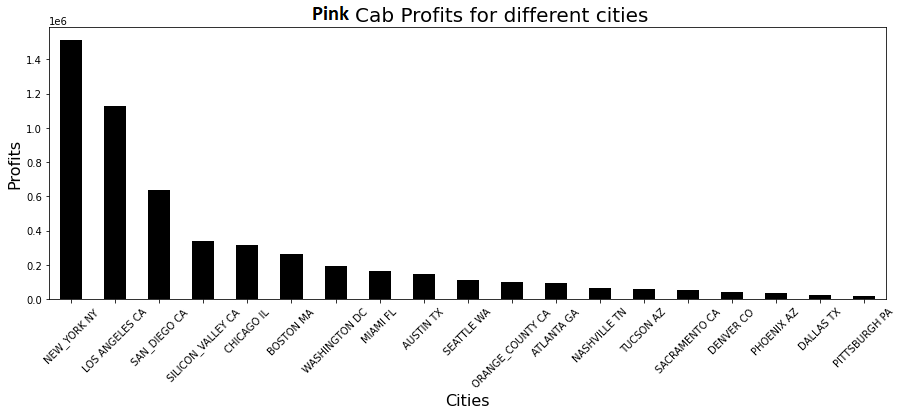 Pink Cab Profits for different cities
1e6
1.4
1.2
1.0
0.8
0.6
0.4
0.2
0.0
Profits
NEW_YORK NY
LOS ANGELES CA
SAN_DIEGO CA
SILICON_VALLEY CA
CHICAGO IL
BOSTON MA
WASHINGTON DC
MIAMI FL
AUSTIN TX
SEATTLE WA
ORANGE_COUNTY CA
ATLANTA GA
NASHVILLE TN
TUCSON AZ
SACRAMENTO CA
DENVER CO
PHOENIX AZ
DALLAS TX
PITTSBURGH PA
Cities